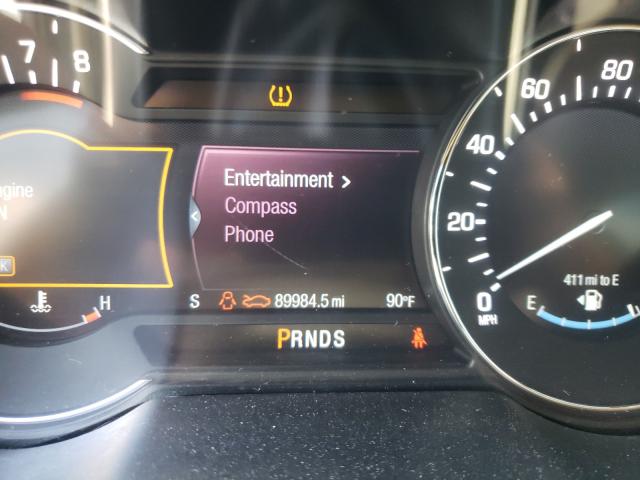 7 8
60 80
40
20
0
MPH
Entertainment >
Compass
Phone
H
S 89984.5 mi 90°F
PRNDS
411 mi to E
E